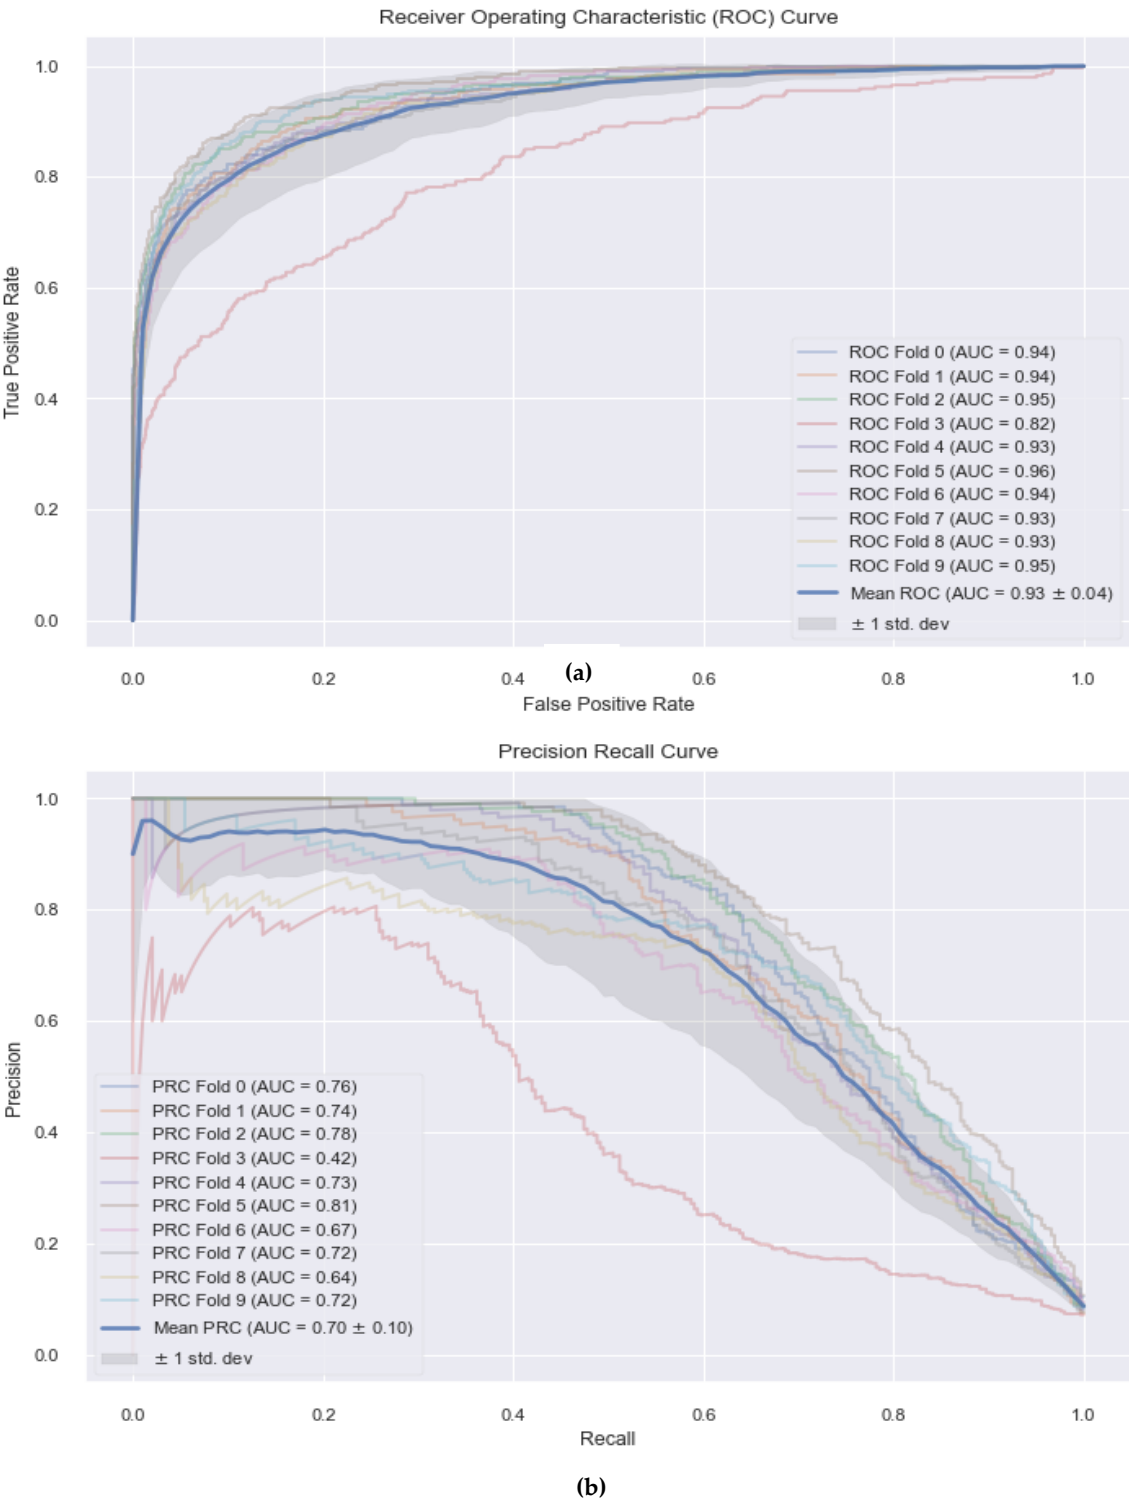 Receiver Operating Characteristic (ROC) Curve
1.0
0.8
0.6
0.4
0.2
0.0
True Positive Rate
ROC Fold 0 (AUC = 0.94)
ROC Fold 1 (AUC = 0.94)
ROC Fold 2 (AUC = 0.95)
ROC Fold 3 (AUC = 0.82)
ROC Fold 4 (AUC = 0.93)
ROC Fold 5 (AUC = 0.96)
ROC Fold 6 (AUC = 0.94)
ROC Fold 7 (AUC = 0.93)
ROC Fold 8 (AUC = 0.93)
ROC Fold 9 (AUC = 0.95)
Mean ROC (AUC = 0.93 ± 0.04)
± 1 std. dev
(a)
0.0 0.2 0.4 0.6 0.8 1.0
False Positive Rate
Precision Recall Curve
1.0
0.8
0.6
0.4
0.2
0.0
Precision
PRC Fold 0 (AUC = 0.76)
PRC Fold 1 (AUC = 0.74)
PRC Fold 2 (AUC = 0.78)
PRC Fold 3 (AUC = 0.42)
PRC Fold 4 (AUC = 0.73)
PRC Fold 5 (AUC = 0.81)
PRC Fold 6 (AUC = 0.67)
PRC Fold 7 (AUC = 0.72)
PRC Fold 8 (AUC = 0.64)
PRC Fold 9 (AUC = 0.72)
Mean PRC (AUC = 0.70 ± 0.10)
± 1 std. dev
0.0 0.2 0.4 0.6 0.8 1.0
Recall
(b)